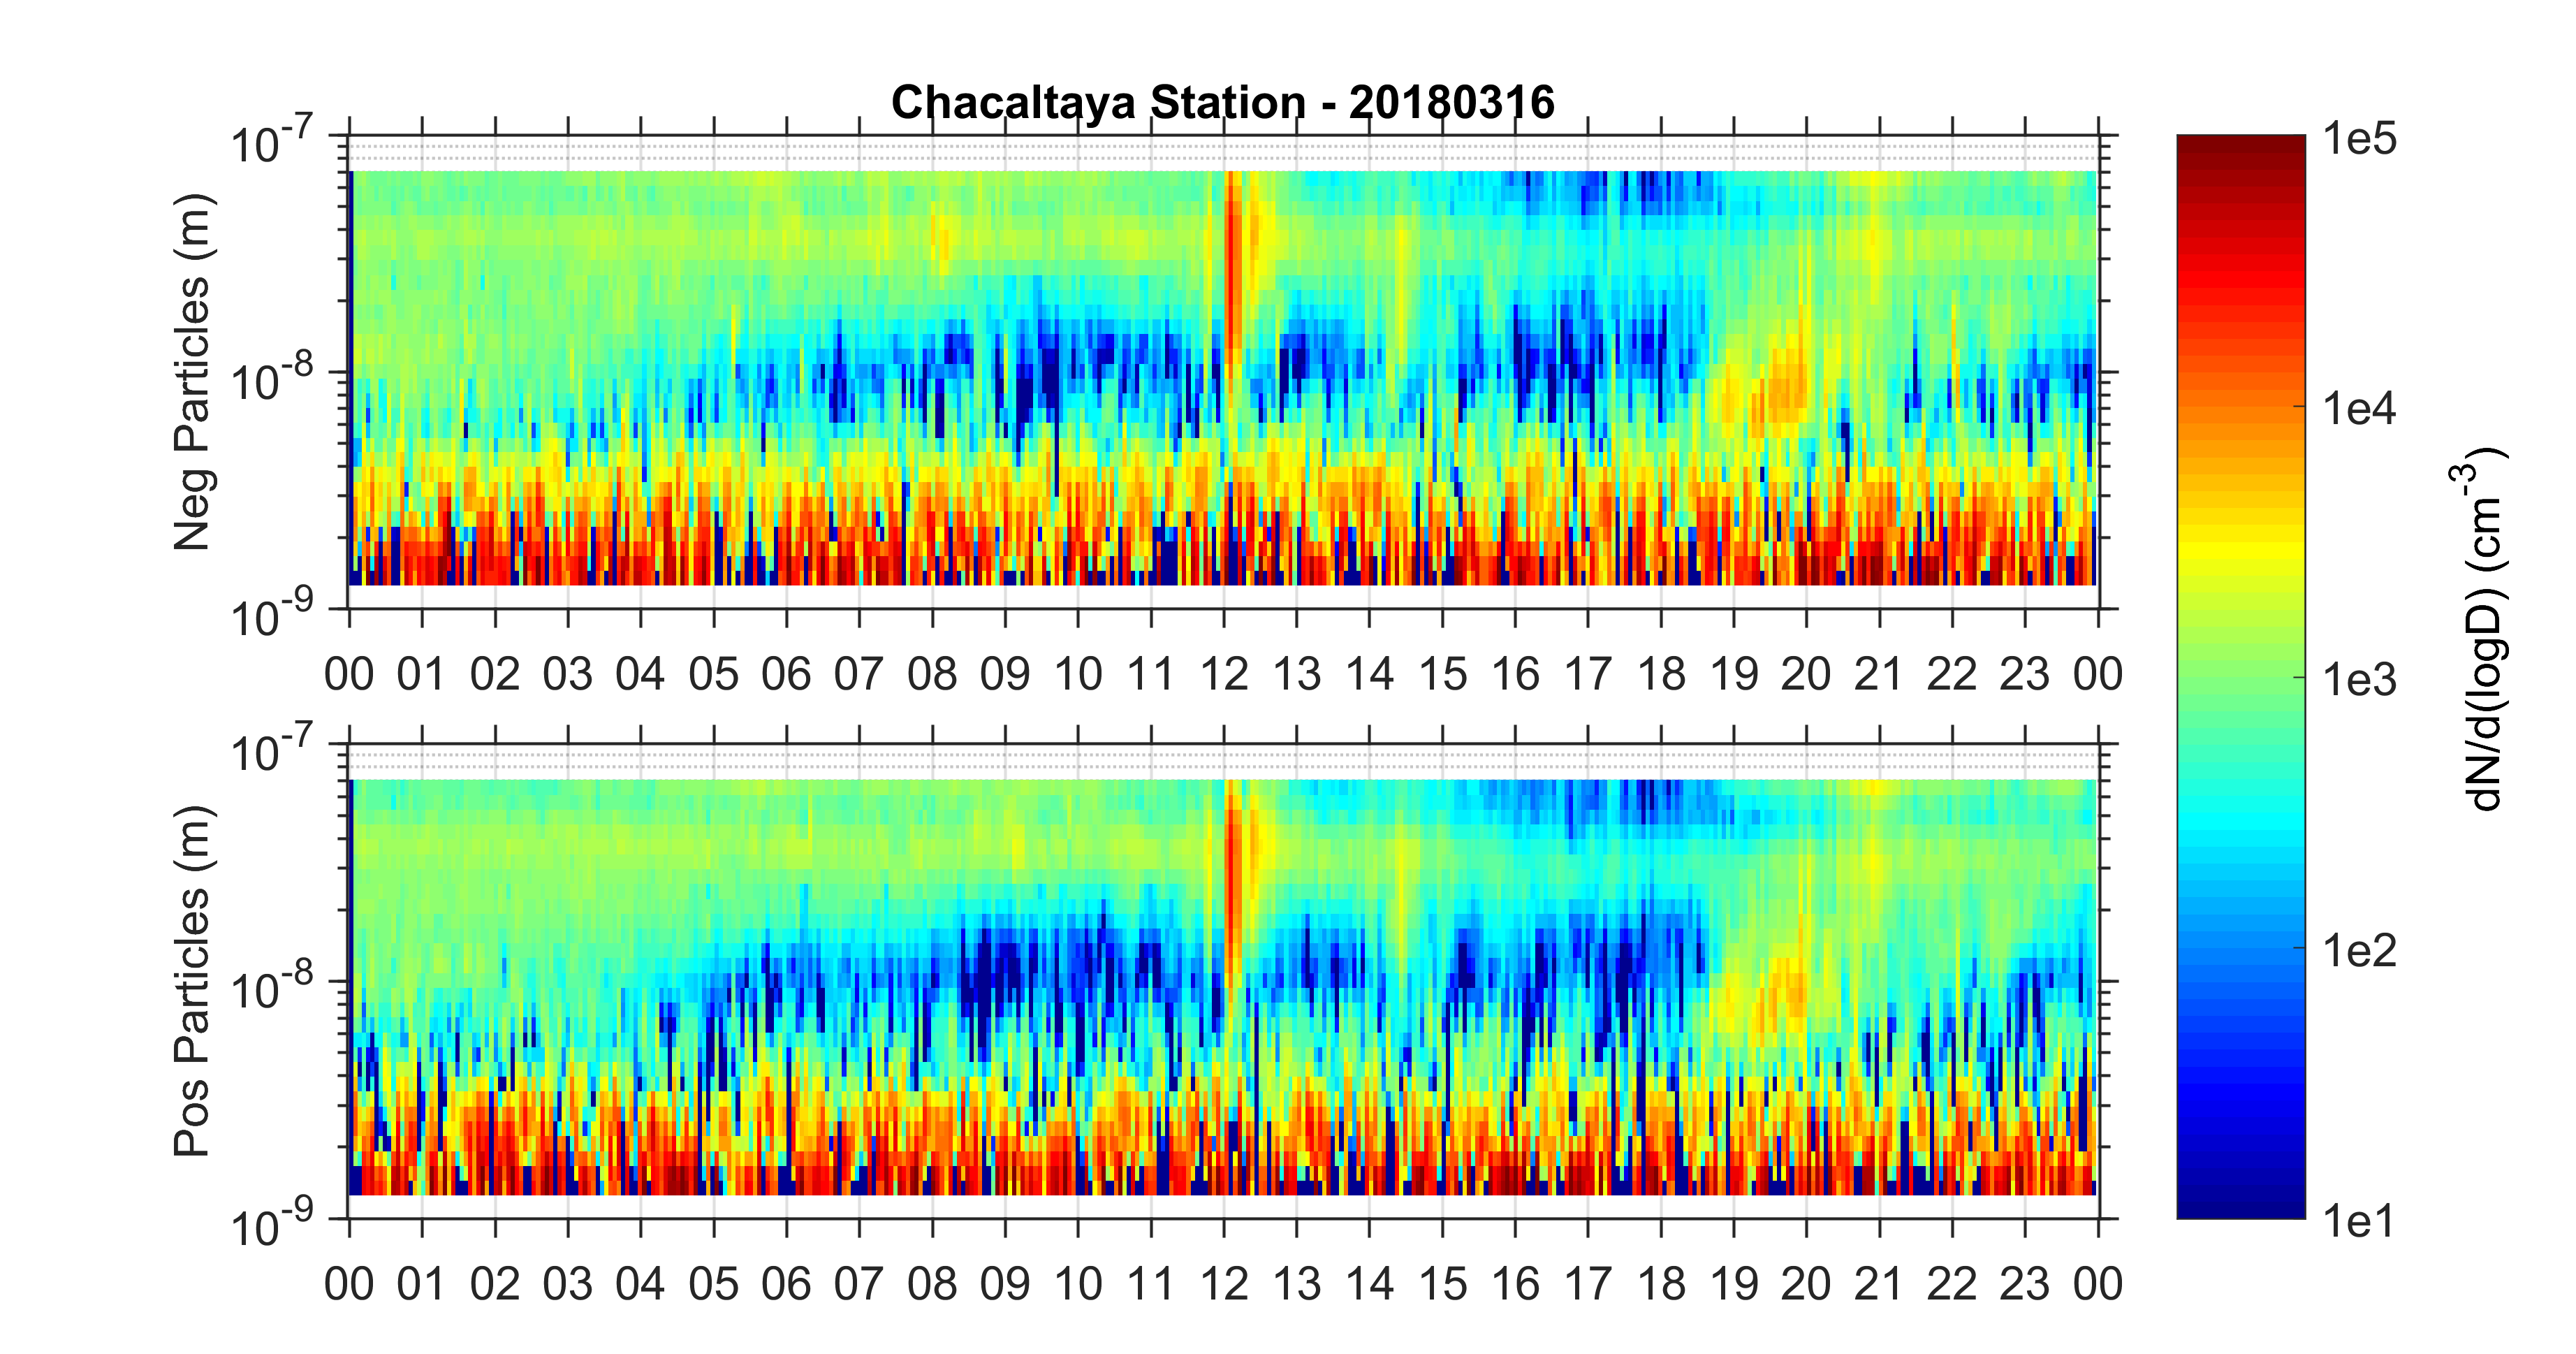 Chacaltaya Station - 20180316
Neg Particles (m)
10-7
10-8
10-9
00 01 02 03 04 05 06 07 08 09 10 11 12 13 14 15 16 17 18 19 20 21 22 23 00
Pos Particles (m)
10-7
10-8
10-9
00 01 02 03 04 05 06 07 08 09 10 11 12 13 14 15 16 17 18 19 20 21 22 23 00
1e5
1e4
1e3
1e2
1e1
dN/d(logD) (cm-3)